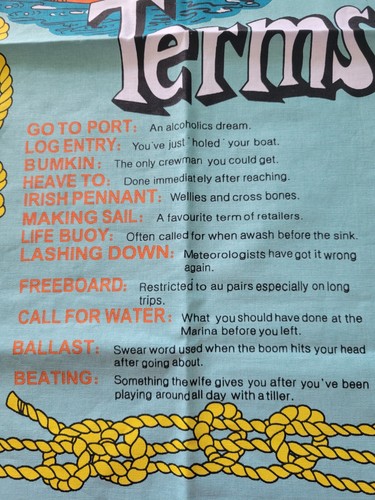 Terms
GO TO PORT: An alcoholics dream.
LOG ENTRY: You've just 'holed' your boat.
BUMKIN: The only crewman you could get.
HEAVE TO: Done immediately after reaching.
IRISH PENNANT: Wellies and cross bones.
MAKING SAIL: A favourite term of retailers.
LIFE BUOY: Often called for when awash before the sink.
LASHING DOWN: Meteorologists have got it wrong
again.
FREEBOARD: Restricted to au pairs especially on long
trips.
CALL FOR WATER: What you should have done at the
Marina before you left.
BALLAST: Swear word used when the boom hits your head
after going about.
BEATING: Something the wife gives you after you've been
playing around all day with a tiller.